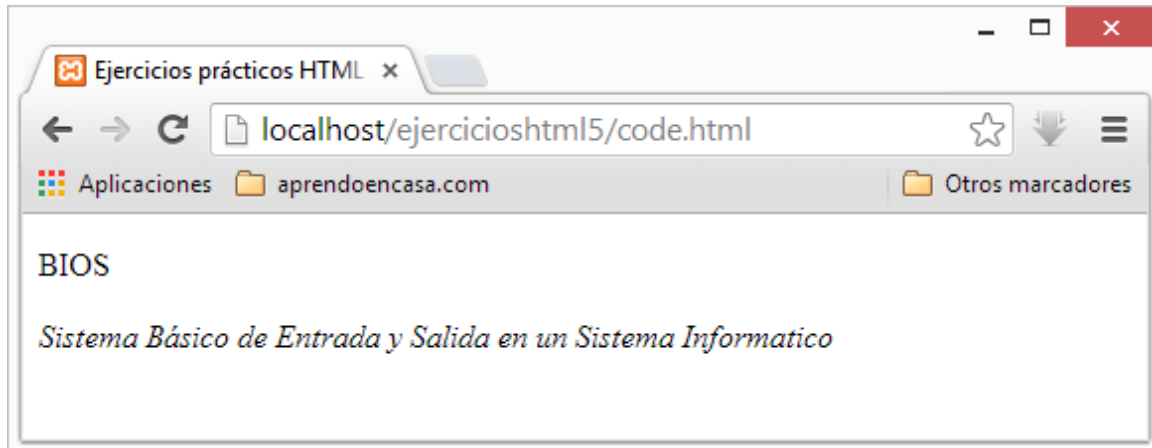 Ejercicios prácticos HTML
localhost/ejercicioshtml5/code.html
Aplicaciones aprendoencasa.com Otros marcadores
BIOS
Sistema Básico de Entrada y Salida en un Sistema Informatico